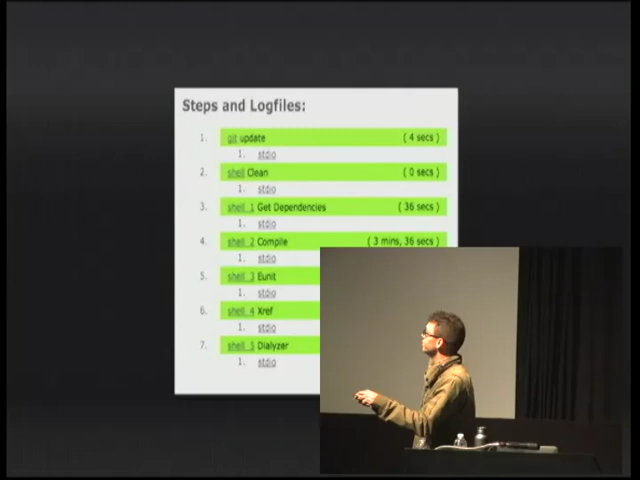 Steps and Logfiles:
1. git update ( 4 secs )
1. stdio
2. shell Clean ( 0 secs )
1. stdio
3. shell_1 Get Dependencies ( 36 secs )
1. stdio
4. shell_2 Compile ( 3 mins, 36 secs )
1. stdio
5. shell_3 Eunit
1. stdio
6. shell_4 Xref
1. stdio
7. shell_5 Dialyzer
1. stdio